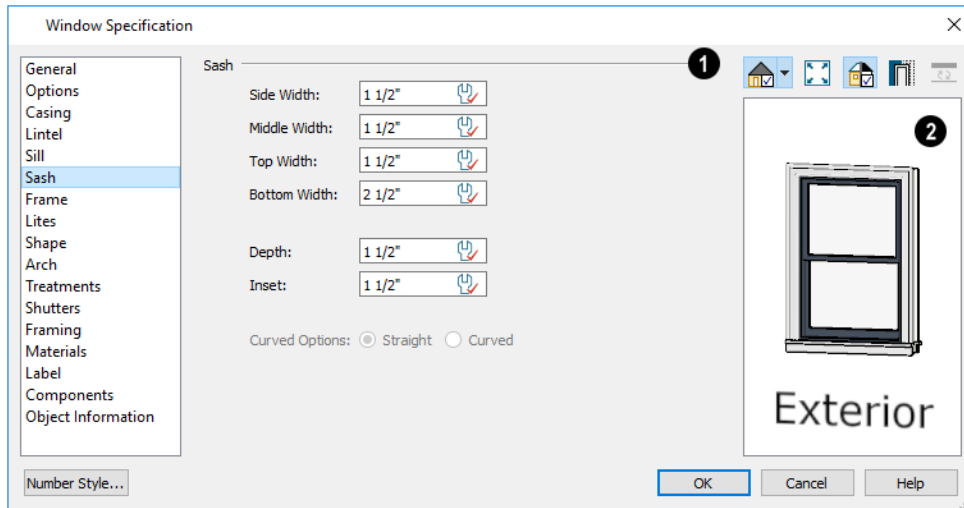 Window Specification
General
Options
Casing
Lintel
Sill
Sash
Frame
Lites
Shape
Arch
Treatments
Shutters
Framing
Materials
Label
Components
Object Information
Sash
1
Side Width: 1 1/2"
Middle Width: 1 1/2"
Top Width: 1 1/2"
Bottom Width: 2 1/2"
Depth: 1 1/2"
Inset: 1 1/2"
Curved Options: Straight Curved
2
Exterior
Number Style...
OK
Cancel
Help